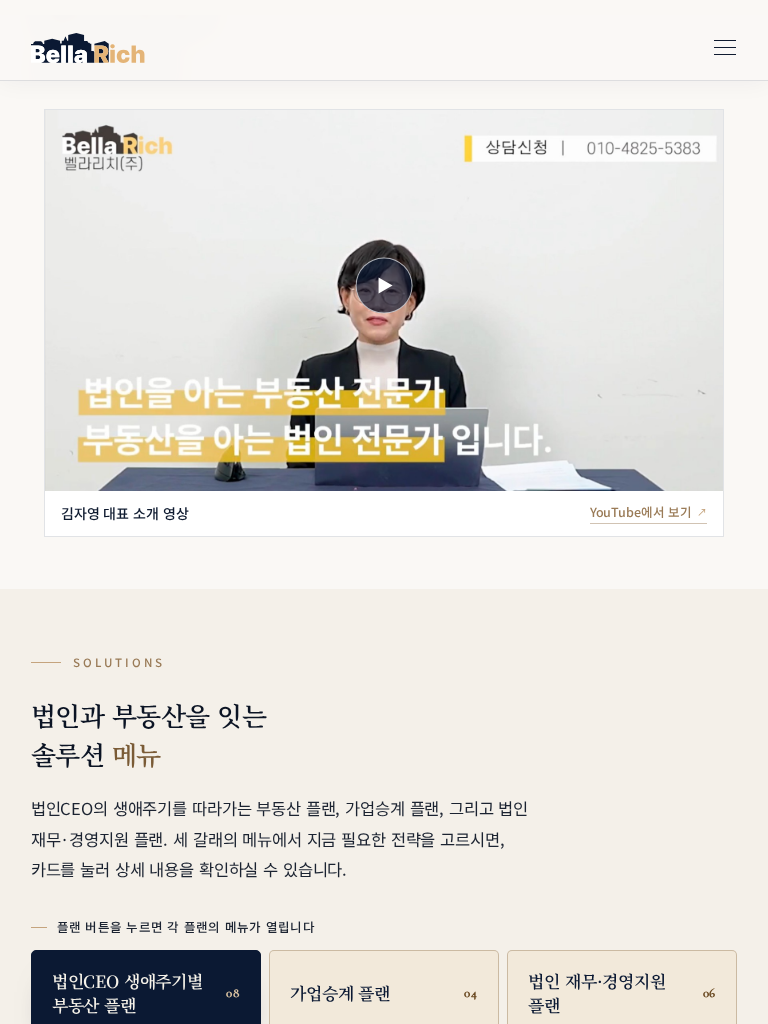 Bella Rich
Bella Rich
벨라리치(주)
상담신청 | 010-4825-5383
법인을 아는 부동산 전문가
부동산을 아는 법인 전문가 입니다.
김자영 대표 소개 영상
YouTube에서 보기 ↗
SOLUTIONS
법인과 부동산을 잇는
솔루션 메뉴
법인CEO의 생애주기를 따라가는 부동산 플랜, 가업승계 플랜, 그리고 법인
재무·경영지원 플랜. 세 갈래의 메뉴에서 지금 필요한 전략을 고르시면,
카드를 눌러 상세 내용을 확인하실 수 있습니다.
플랜 버튼을 누르면 각 플랜의 메뉴가 열립니다
법인CEO 생애주기별
부동산 플랜
08
가업승계 플랜
04
법인 재무·경영지원
플랜
06